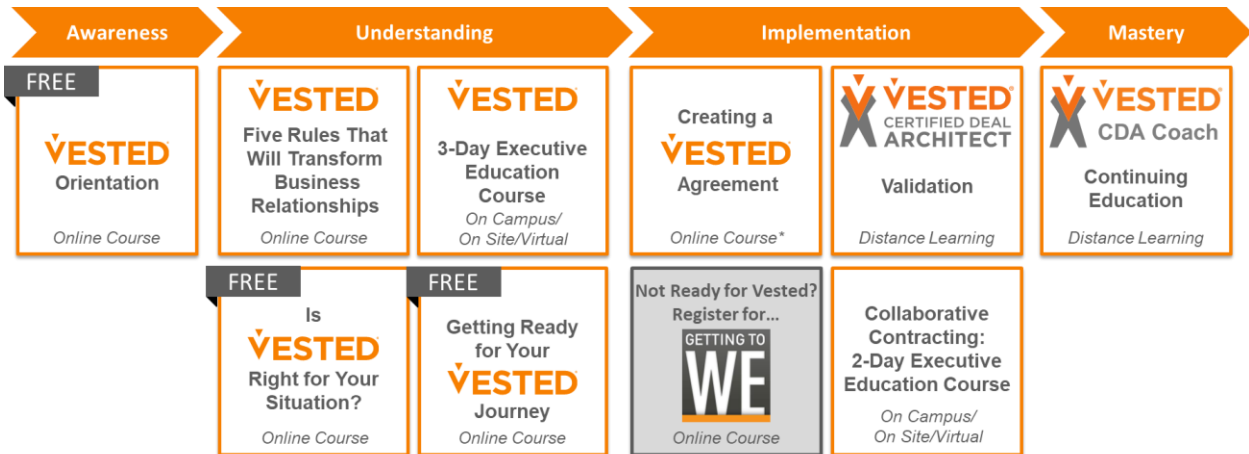 Awareness
Understanding
Implementation
Mastery
FREE
VESTED
Orientation
Online Course
VESTED®
Five Rules That
Will Transform
Business
Relationships
Online Course
VESTED®
3-Day Executive
Education
Course
On Campus/
On Site/Virtual
Creating a
VESTED®
Agreement
Online Course*
VESTED®
CERTIFIED DEAL
ARCHITECT
Validation
Distance Learning
VESTED®
CDA Coach
Continuing
Education
Distance Learning
FREE
Is
VESTED®
Right for Your
Situation?
Online Course
FREE
Getting Ready
for Your
VESTED®
Journey
Online Course
Not Ready for Vested?
Register for...
GETTING TO
WE
Online Course
Collaborative
Contracting:
2-Day Executive
Education Course
On Campus/
On Site/Virtual